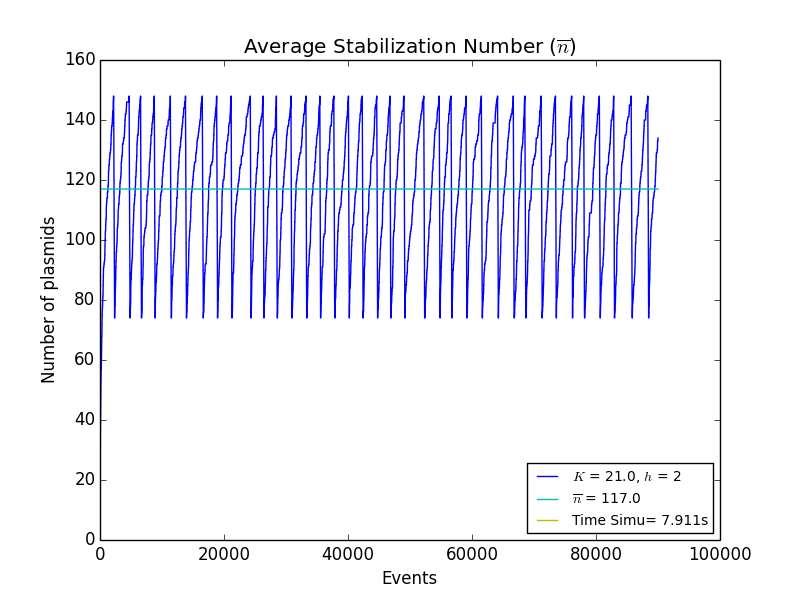 Average Stabilization Number (n̅)
160
140
120
100
80
60
40
20
0
Number of plasmids
K = 21.0, h = 2
n̅ = 117.0
Time Simu= 7.911s
0 20000 40000 60000 80000 100000
Events